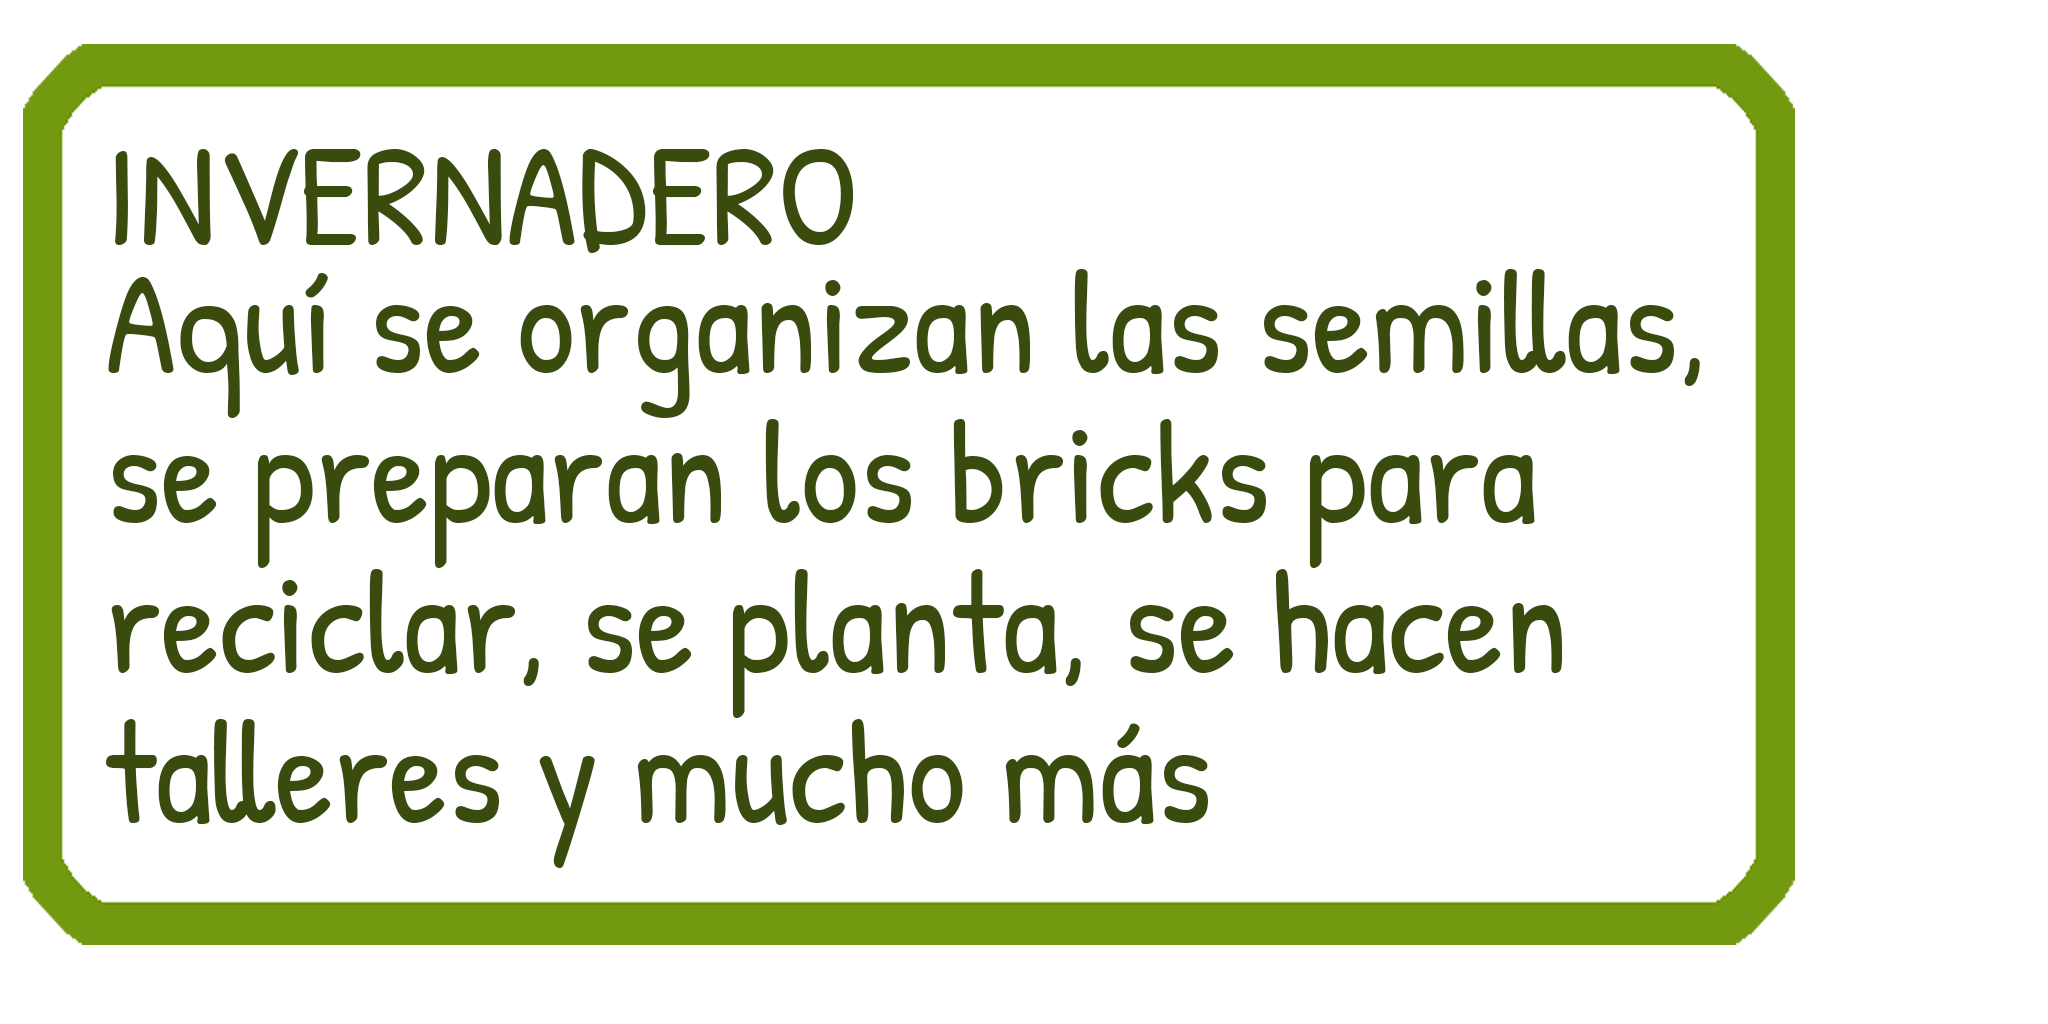 INVERNADERO
Aquí se organizan las semillas,
se preparan los bricks para
reciclar, se planta, se hacen
talleres y mucho más